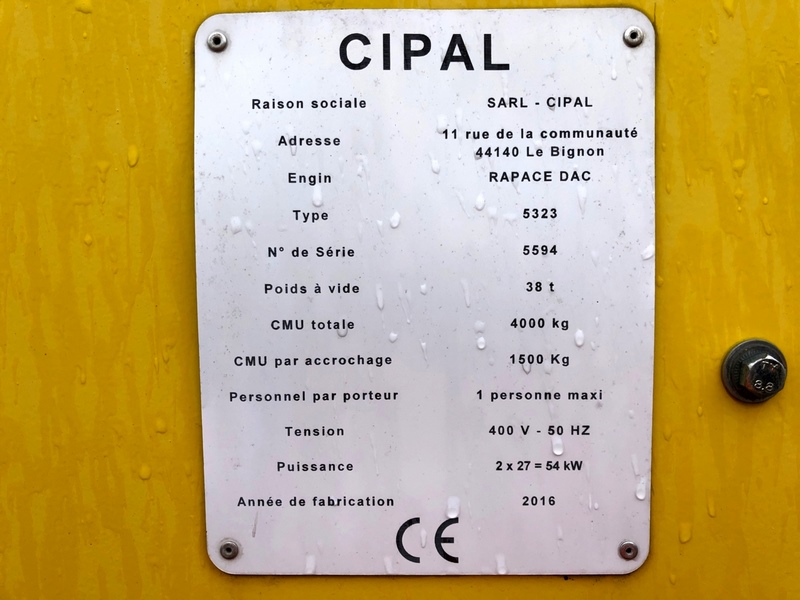 CIPAL
Raison sociale SARL - CIPAL
Adresse 11 rue de la communauté
44140 Le Bignon
Engin RAPACE DAC
Type 5323
N° de Série 5594
Poids à vide 38 t
CMU totale 4000 kg
CMU par accrochage 1500 Kg
Personnel par porteur 1 personne maxi
Tension 400 V - 50 HZ
Puissance 2 x 27 = 54 kW
Année de fabrication 2016
CE
8.8